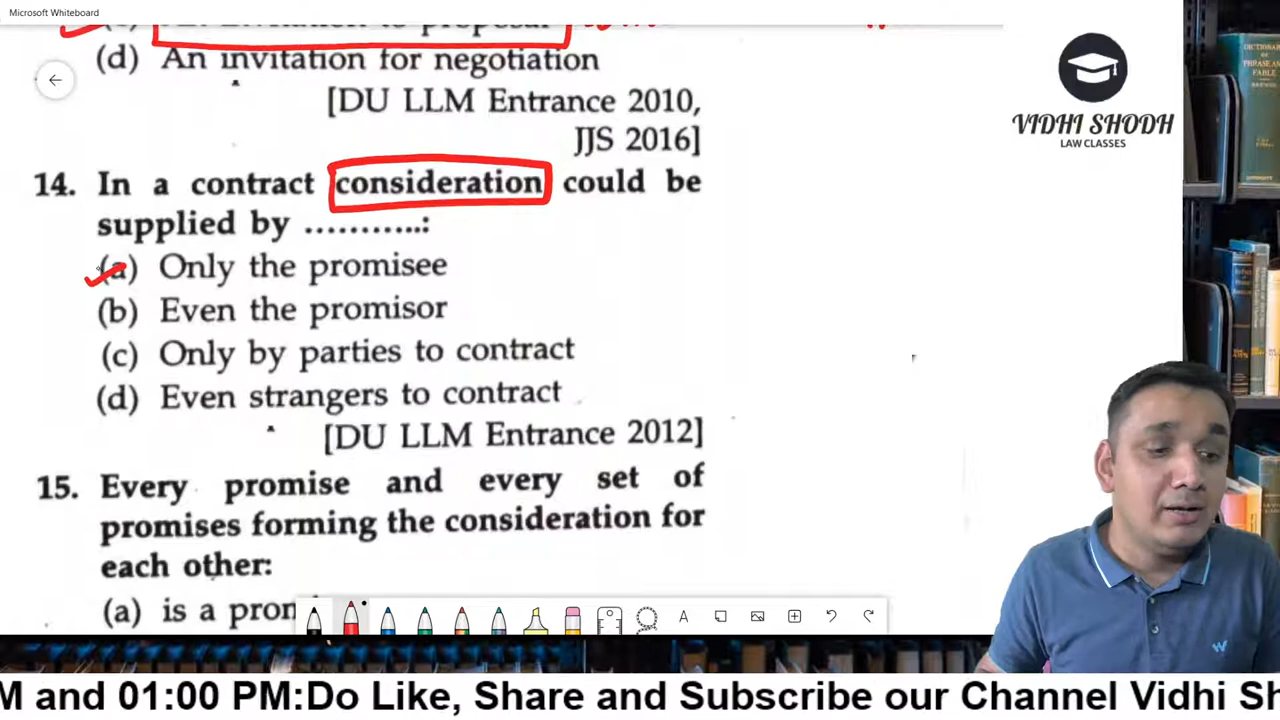 Microsoft Whiteboard
(d) An invitation for negotiation
[DU LLM Entrance 2010,
JJS 2016]
VIDHI SHODH
LAW CLASSES
14. In a contract consideration could be
supplied by ...........:
(a) Only the promisee
(b) Even the promisor
(c) Only by parties to contract
(d) Even strangers to contract
[DU LLM Entrance 2012]
15. Every promise and every set of
promises forming the consideration for
each other:
(a) is a pro
M and 01:00 PM:Do Like, Share and Subscribe our Channel Vidhi Sh